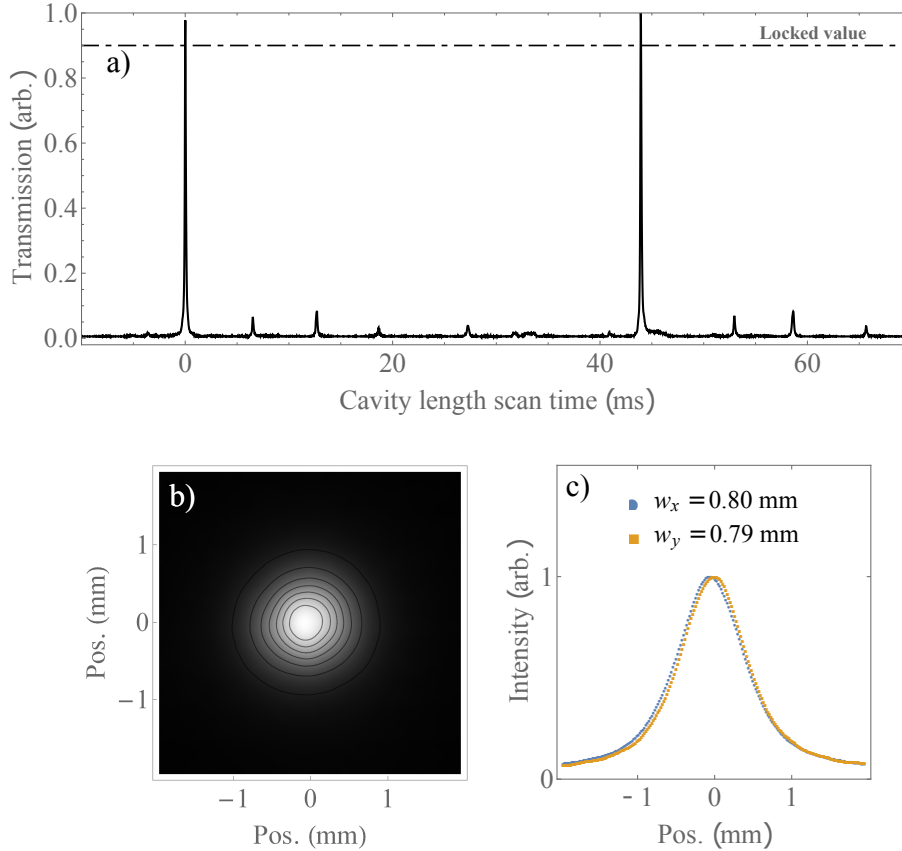 1.0
Locked value
a)
0.8
0.6
0.4
0.2
0.0
Transmission (arb.)
0 20 40 60
Cavity length scan time (ms)
b)
1
0
−1
Pos. (mm)
−1 0 1
Pos. (mm)
c)
w_x = 0.80 mm
w_y = 0.79 mm
1
1
Intensity (arb.)
-1 0 1
Pos. (mm)